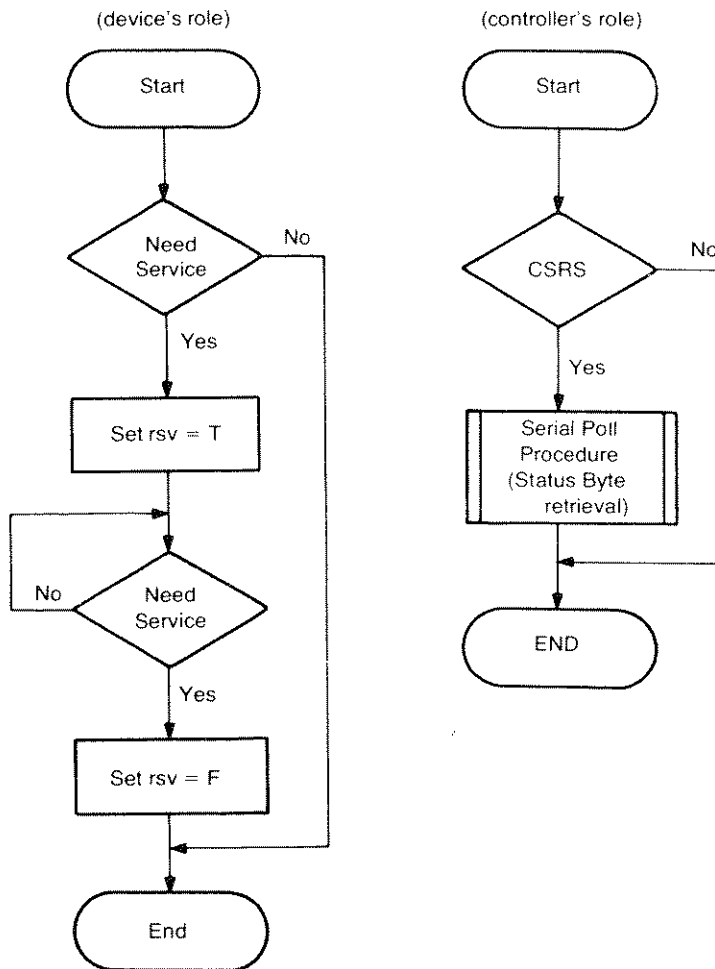 (device's role)
Start
Need
Service
No
Yes
Set rsv = T
No
Need
Service
Yes
Set rsv = F
End
(controller's role)
Start
CSRS
No
Yes
Serial Poll
Procedure
(Status Byte
retrieval)
END